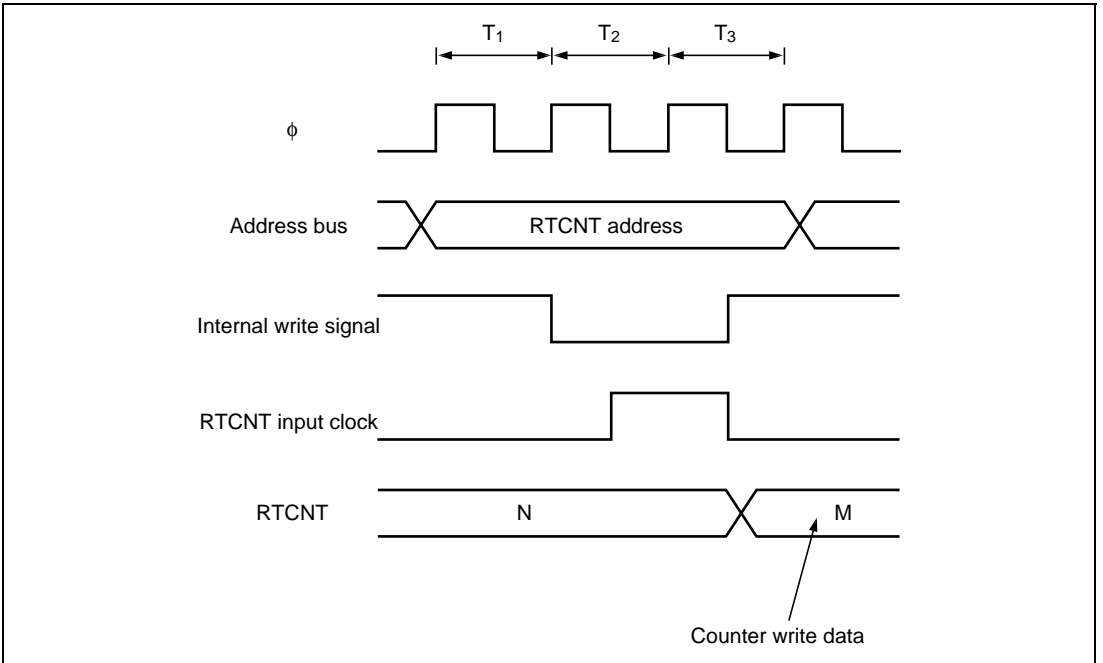 T1 T2 T3
ϕ
Address bus RTCNT address
Internal write signal
RTCNT input clock
RTCNT N M
Counter write data